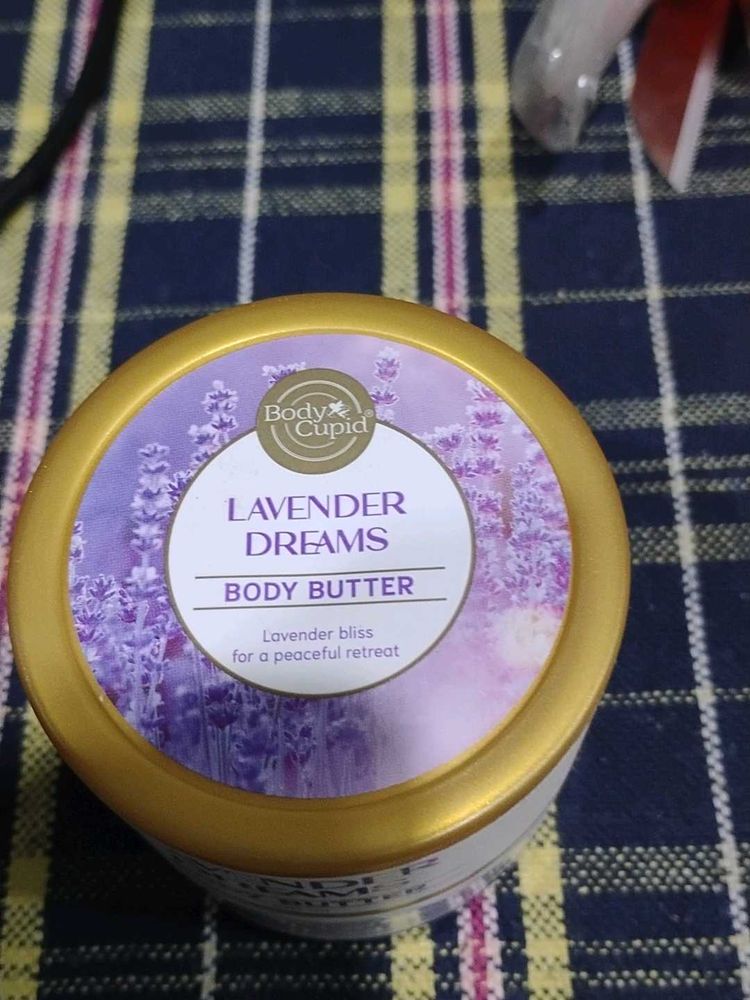 Body
Cupid®
LAVENDER
DREAMS
BODY BUTTER
Lavender bliss
for a peaceful retreat